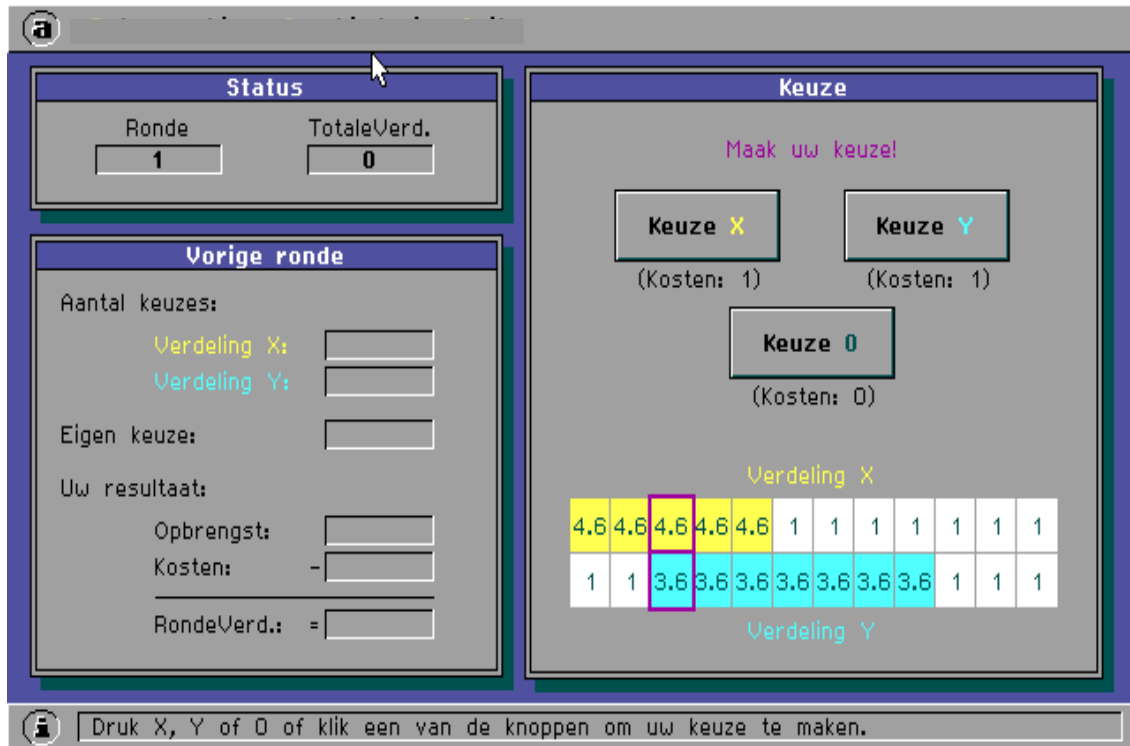 a
Status
Ronde TotaleVerd.
1 0
Vorige ronde
Aantal keuzes:
Verdeling X:
Verdeling Y:
Eigen keuze:
Uw resultaat:
Opbrengst:
Kosten: -
RondeVerd.: =
Keuze
Maak uw keuze!
Keuze X Keuze Y
(Kosten: 1) (Kosten: 1)
Keuze 0
(Kosten: 0)
Verdeling X
4.6 4.6 4.6 4.6 4.6 1 1 1 1 1 1 1
1 1 3.6 3.6 3.6 3.6 3.6 3.6 3.6 1 1 1
Verdeling Y
i Druk X, Y of O of klik een van de knoppen om uw keuze te maken.